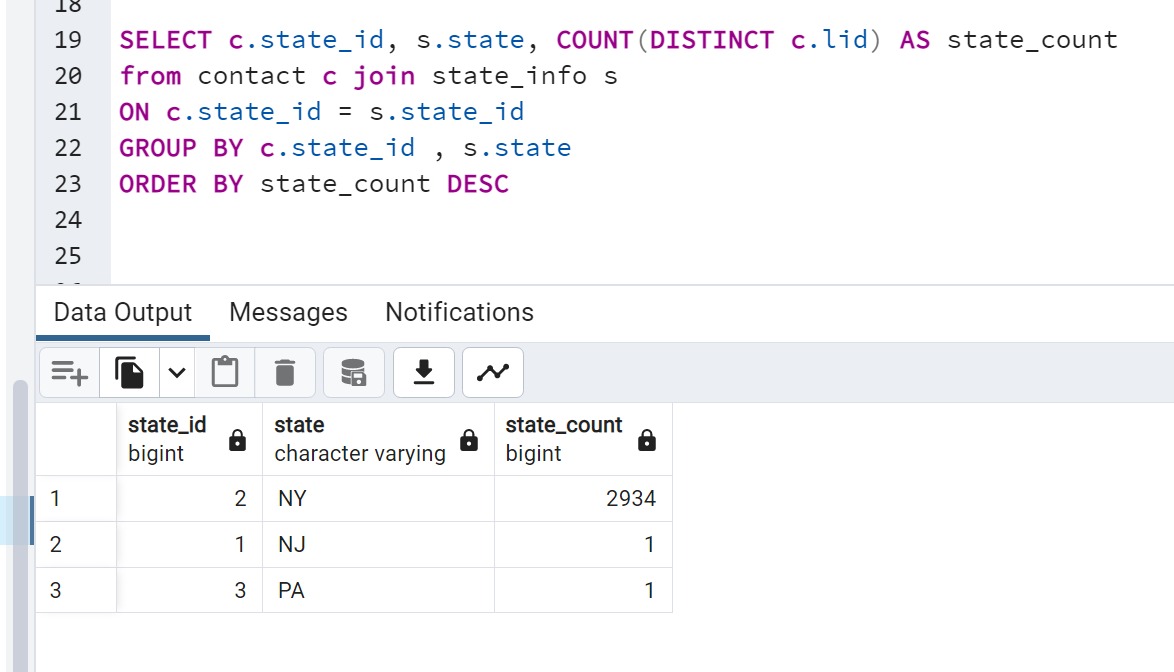 18
19 SELECT c.state_id, s.state, COUNT(DISTINCT c.lid) AS state_count
20 from contact c join state_info s
21 ON c.state_id = s.state_id
22 GROUP BY c.state_id , s.state
23 ORDER BY state_count DESC
24
25
Data Output Messages Notifications
state_id state state_count
bigint character varying bigint
1 2 NY 2934
2 1 NJ 1
3 3 PA 1